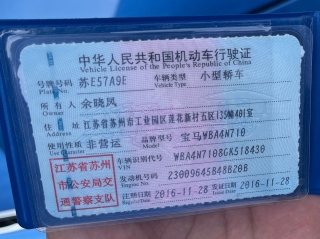 中华人民共和国机动车行驶证
Vehicle License of the People's Republic of China
号牌号码 苏E57A9E 车辆类型 小型轿车
Plate No. Vehicle Type
所有人 余晓风
Owner
住址 江苏省苏州市工业园区莲花新村五区135幢401室
Address
使用性质 非营运 品牌型号 宝马WBA4N710
Use Character Model
江苏省苏州市公安局交通警察支队
车辆识别代号 WBA4N7108GKS18430
VIN
发动机号码 23009645848B20B
Engine No.
注册日期 2016-11-28 发证日期 2016-11-28
Register Date Issue Date